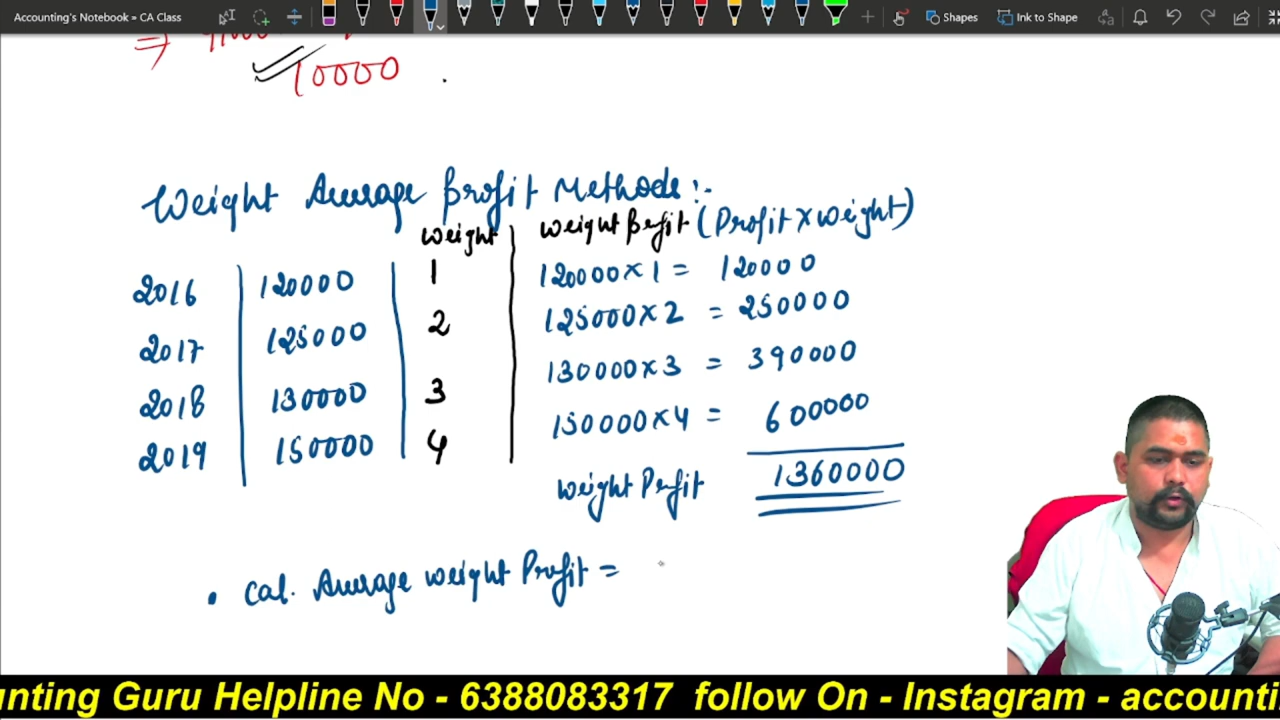 Accounting's Notebook » CA Class
Shapes
Ink to Shape
10000
Weight Average Profit Methode :-
Weight
Weight Profit (Profit x Weight)
2016 120000 1 120000 x 1 = 120000
2017 125000 2 125000 x 2 = 250000
2018 130000 3 130000 x 3 = 390000
2019 150000 4 150000 x 4 = 600000
Weight Profit 1360000
• Cal. Average weight Profit =
unting Guru Helpline No - 6388083317 follow On - Instagram - accounti